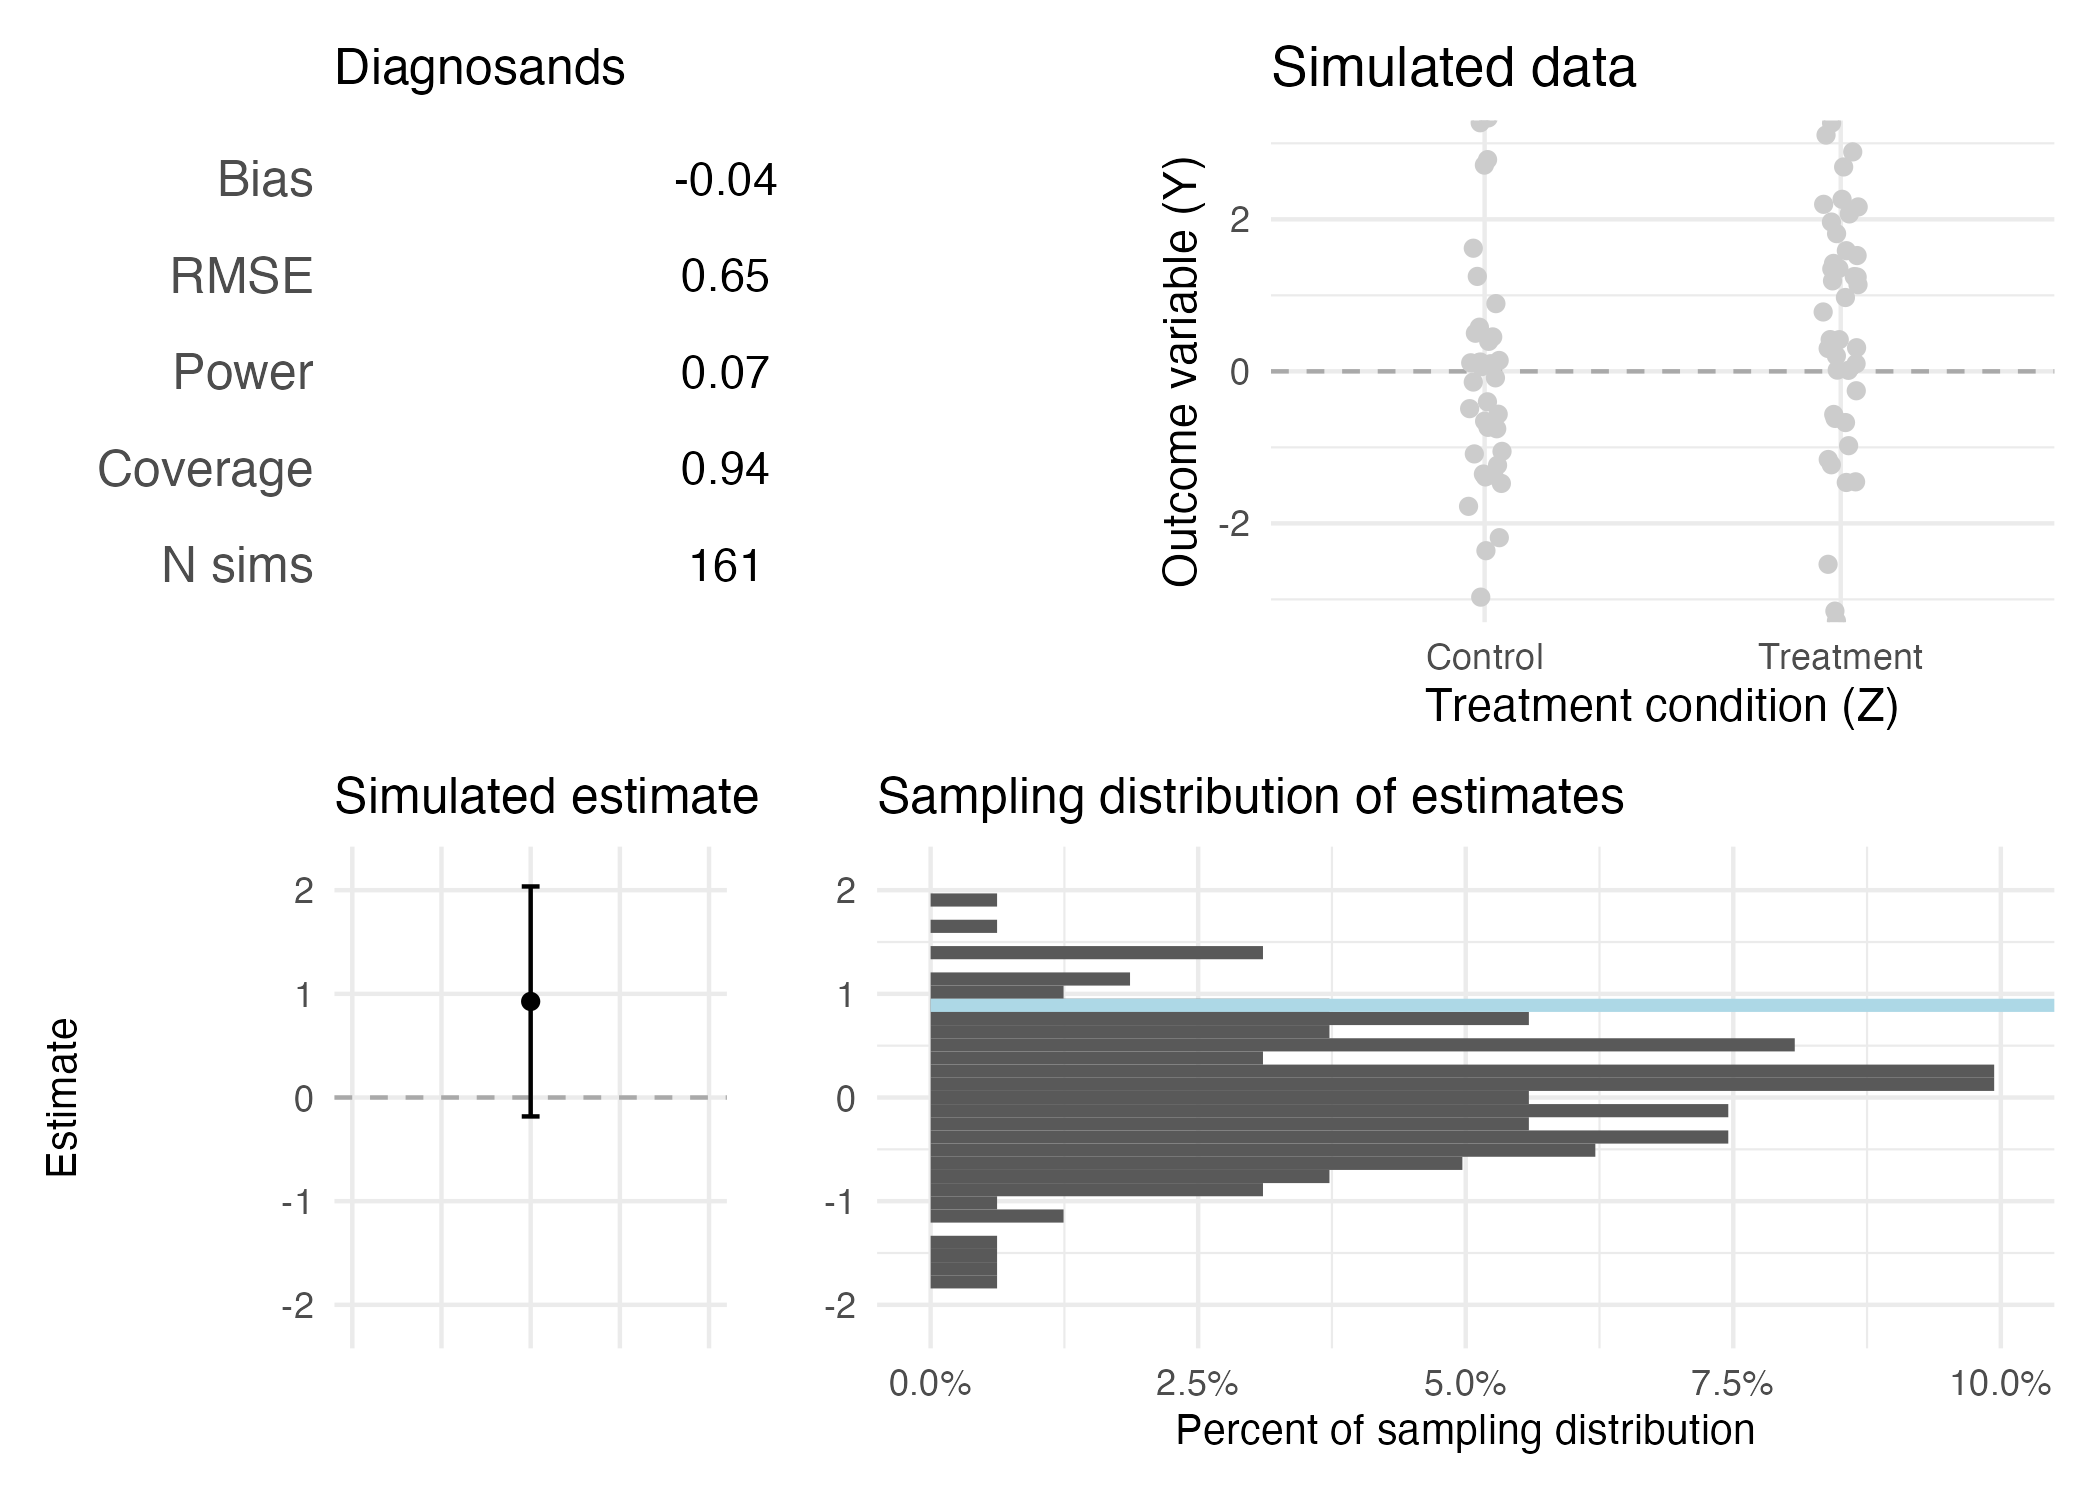 Diagnosands
Bias -0.04
RMSE 0.65
Power 0.07
Coverage 0.94
N sims 161
Simulated data
Outcome variable (Y)
2
0
-2
Control Treatment
Treatment condition (Z)
Simulated estimate
Estimate
2
1
0
-1
-2
Sampling distribution of estimates
2
1
0
-1
-2
0.0% 2.5% 5.0% 7.5% 10.0%
Percent of sampling distribution